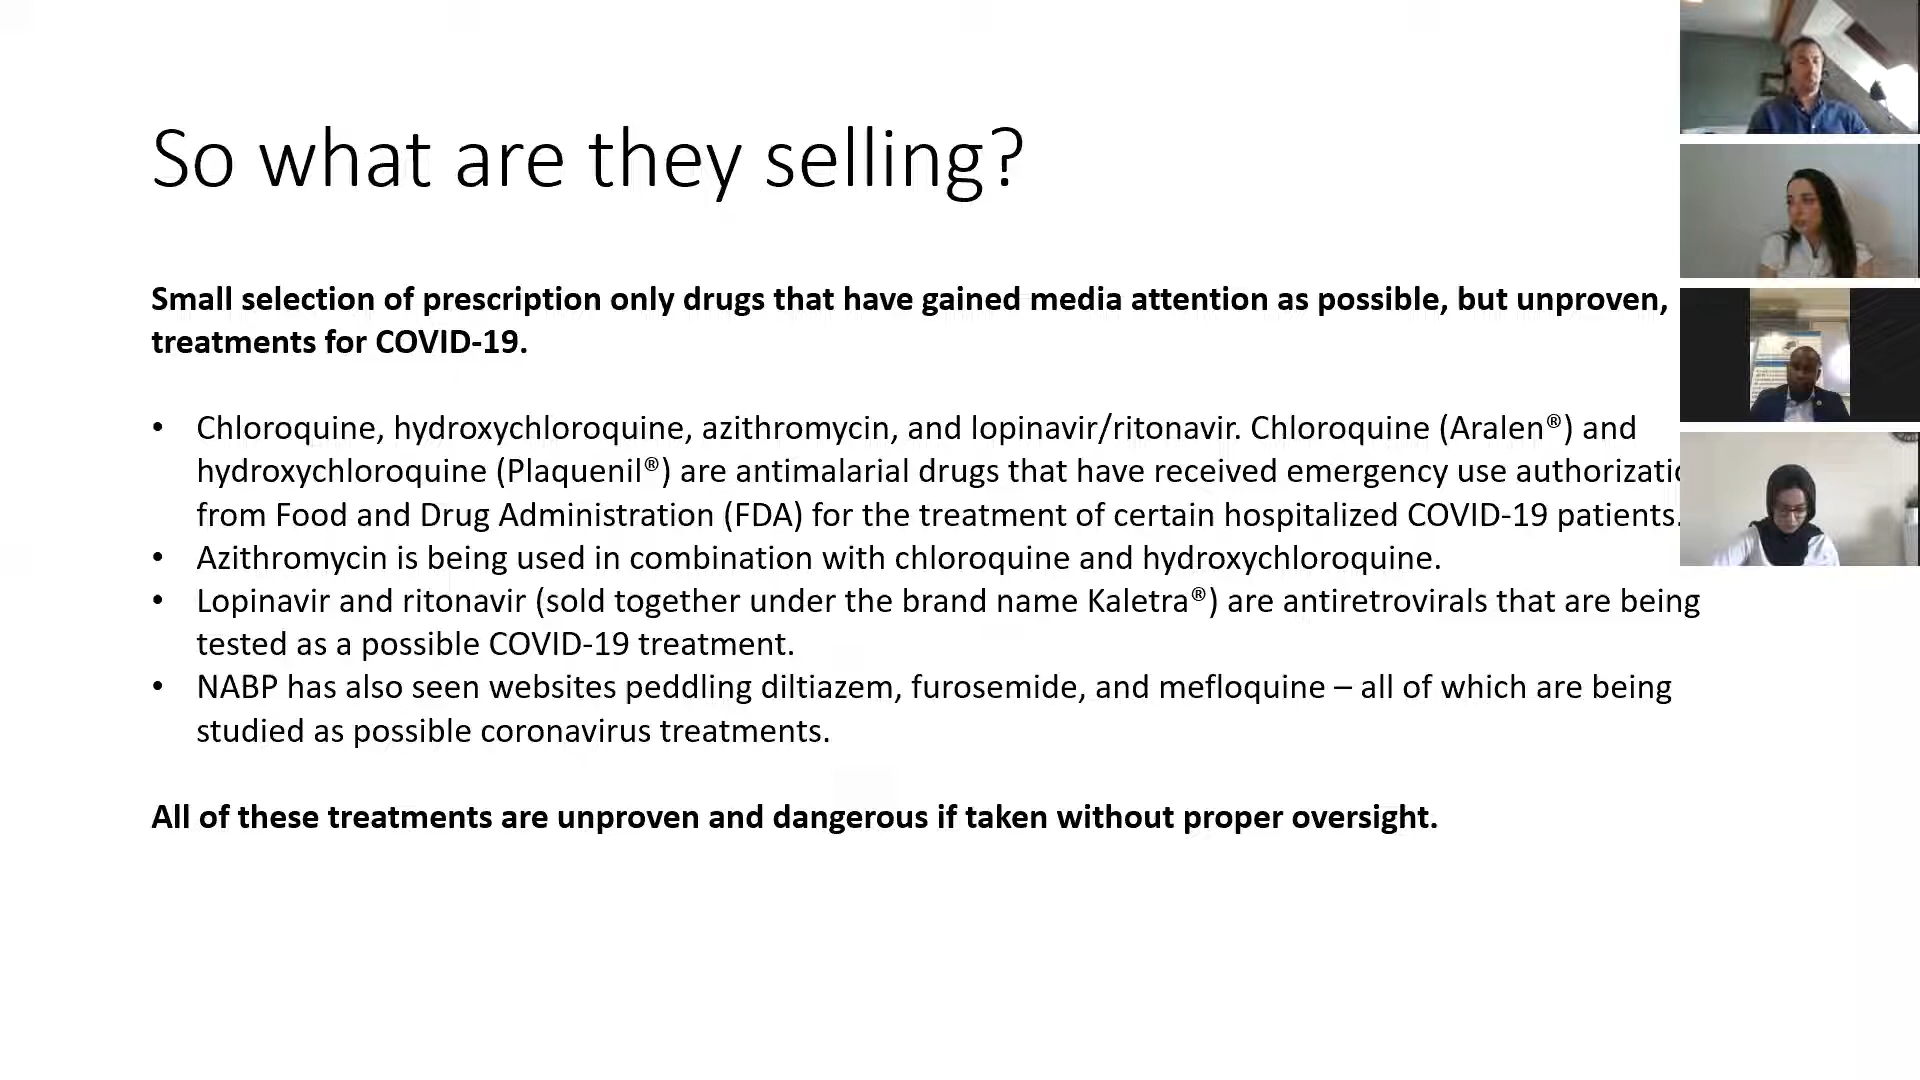 So what are they selling?
Small selection of prescription only drugs that have gained media attention as possible, but unproven,
treatments for COVID-19.
• Chloroquine, hydroxychloroquine, azithromycin, and lopinavir/ritonavir. Chloroquine (Aralen®) and
hydroxychloroquine (Plaquenil®) are antimalarial drugs that have received emergency use authorizatio
from Food and Drug Administration (FDA) for the treatment of certain hospitalized COVID-19 patients.
• Azithromycin is being used in combination with chloroquine and hydroxychloroquine.
• Lopinavir and ritonavir (sold together under the brand name Kaletra®) are antiretrovirals that are being
tested as a possible COVID-19 treatment.
• NABP has also seen websites peddling diltiazem, furosemide, and mefloquine – all of which are being
studied as possible coronavirus treatments.
All of these treatments are unproven and dangerous if taken without proper oversight.